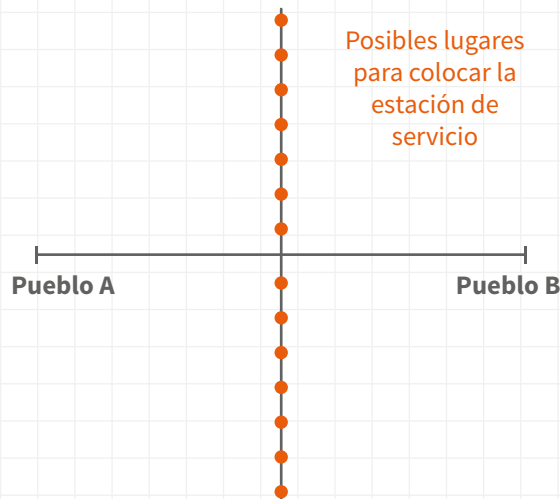 Posibles lugares
para colocar la
estación de
servicio
Pueblo A
Pueblo B